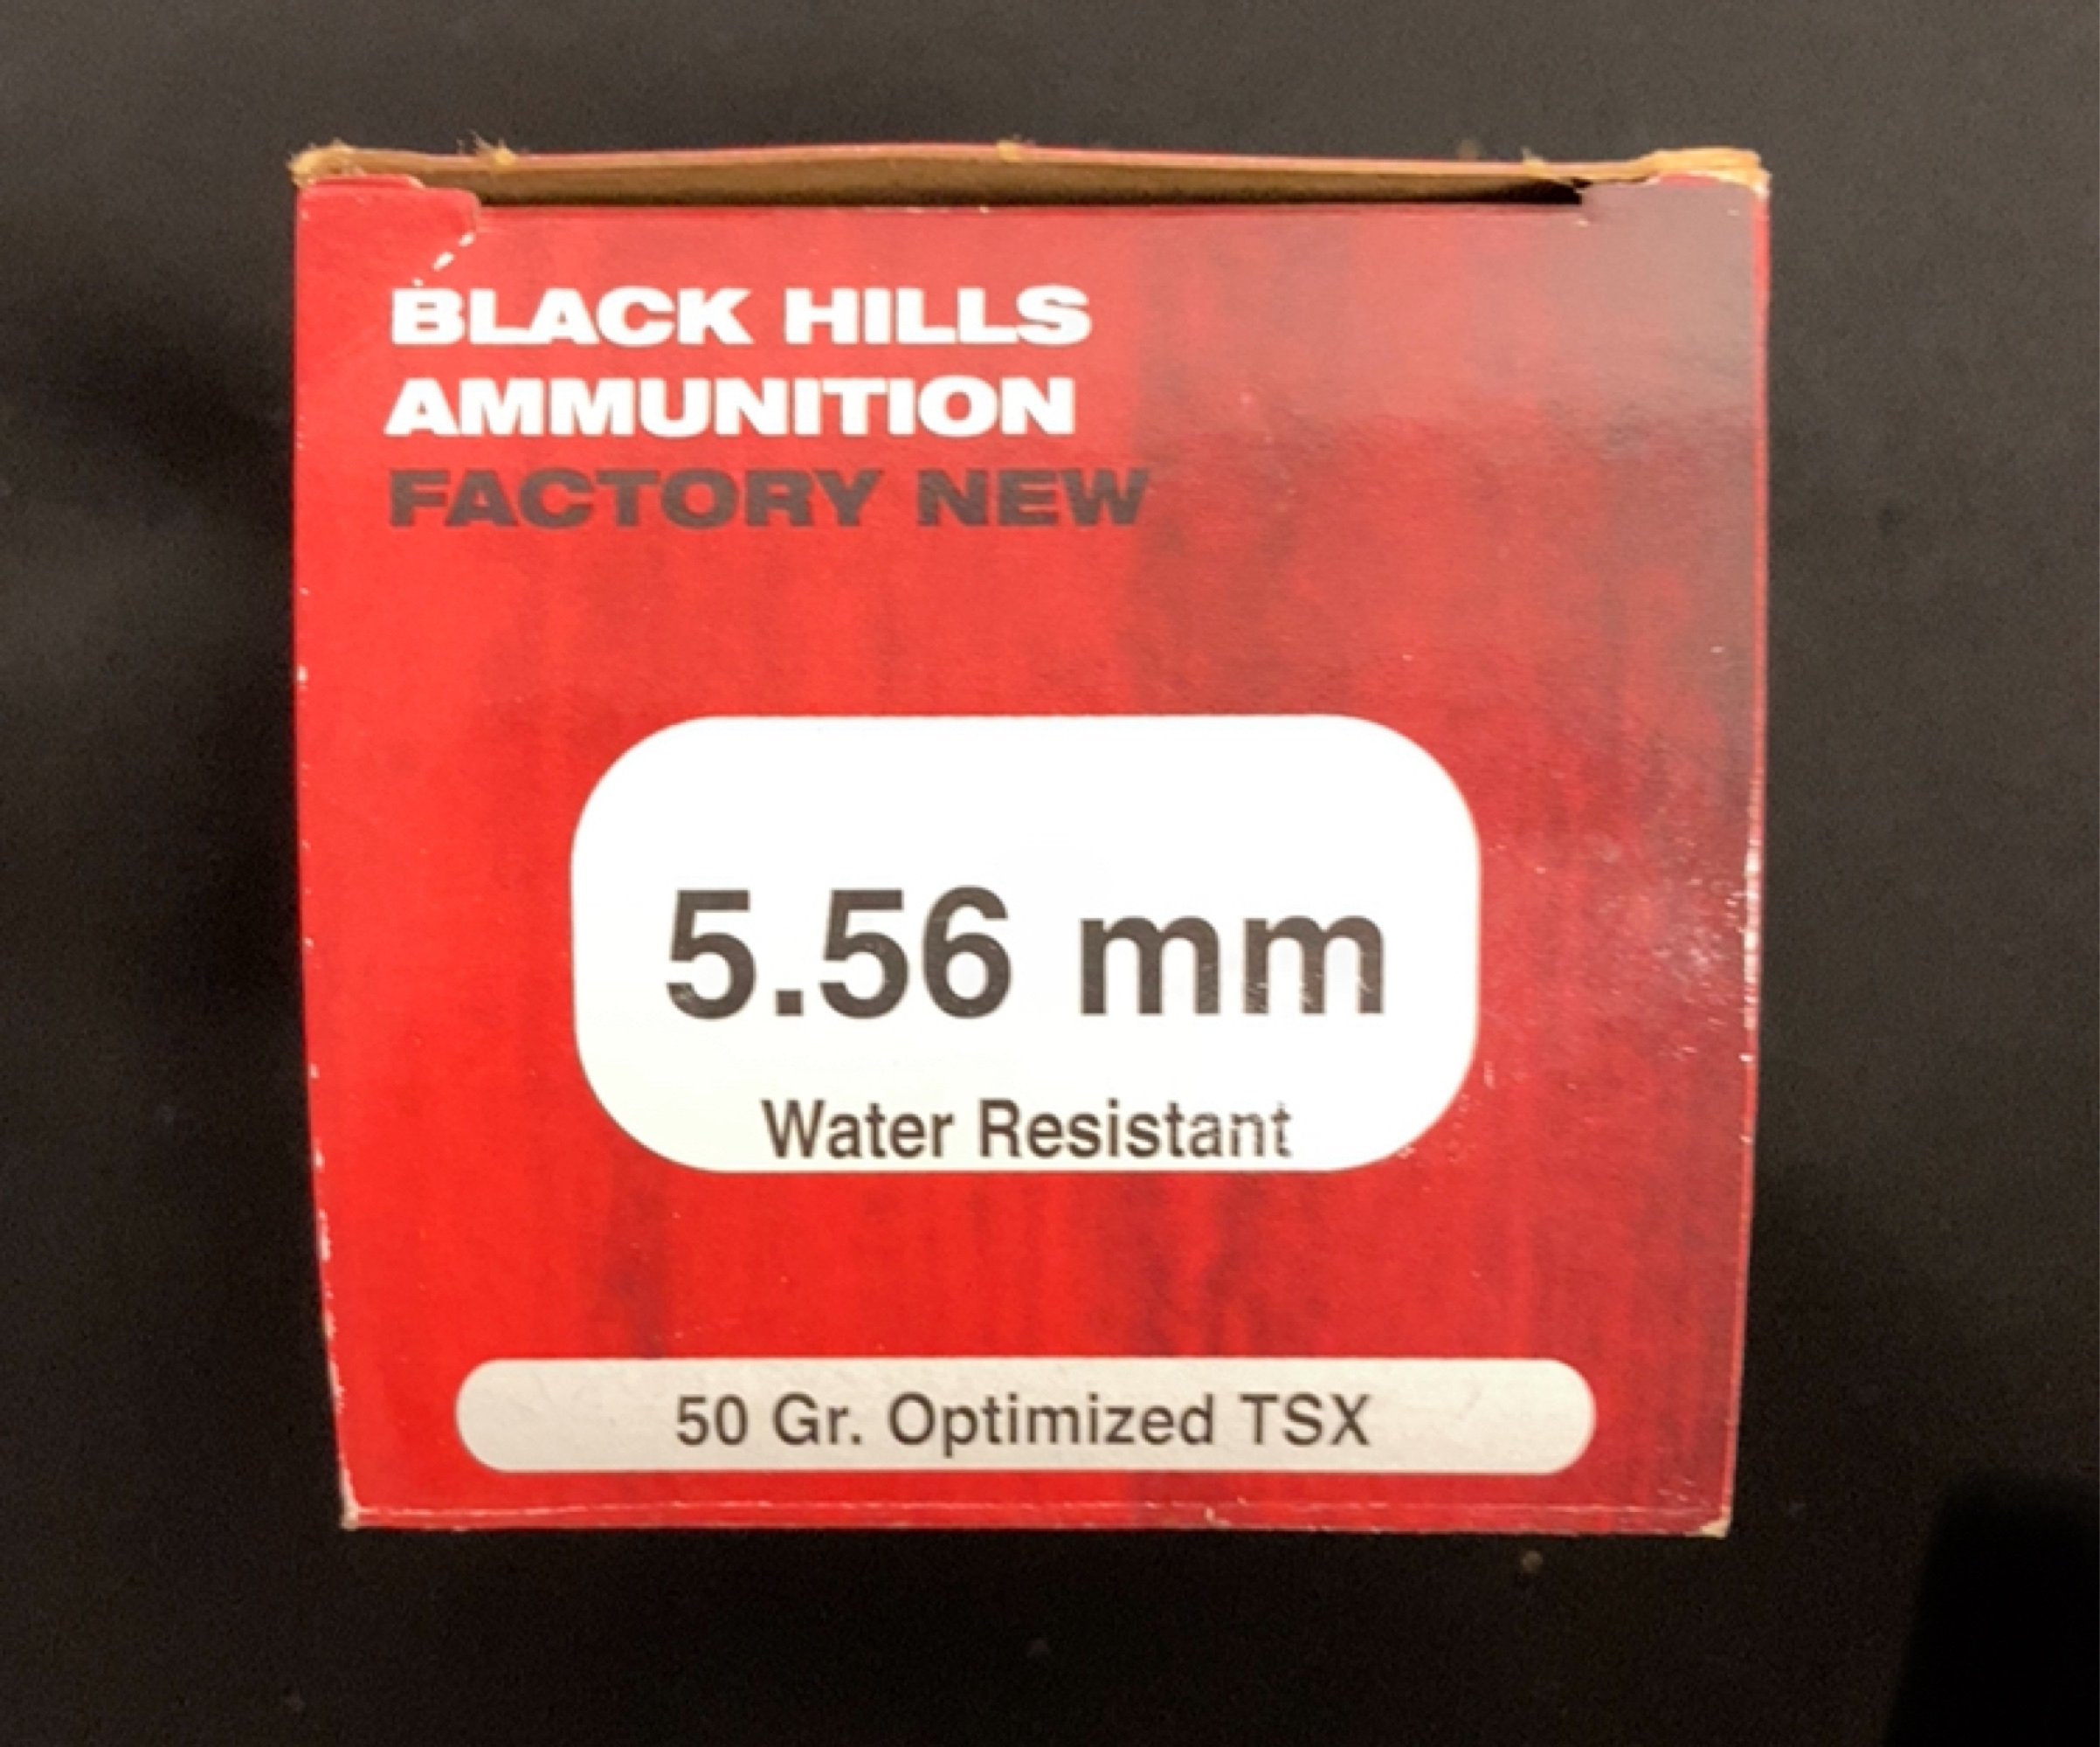 BLACK HILLS
AMMUNITION
FACTORY NEW
5.56 mm
Water Resistant
50 Gr. Optimized TSX